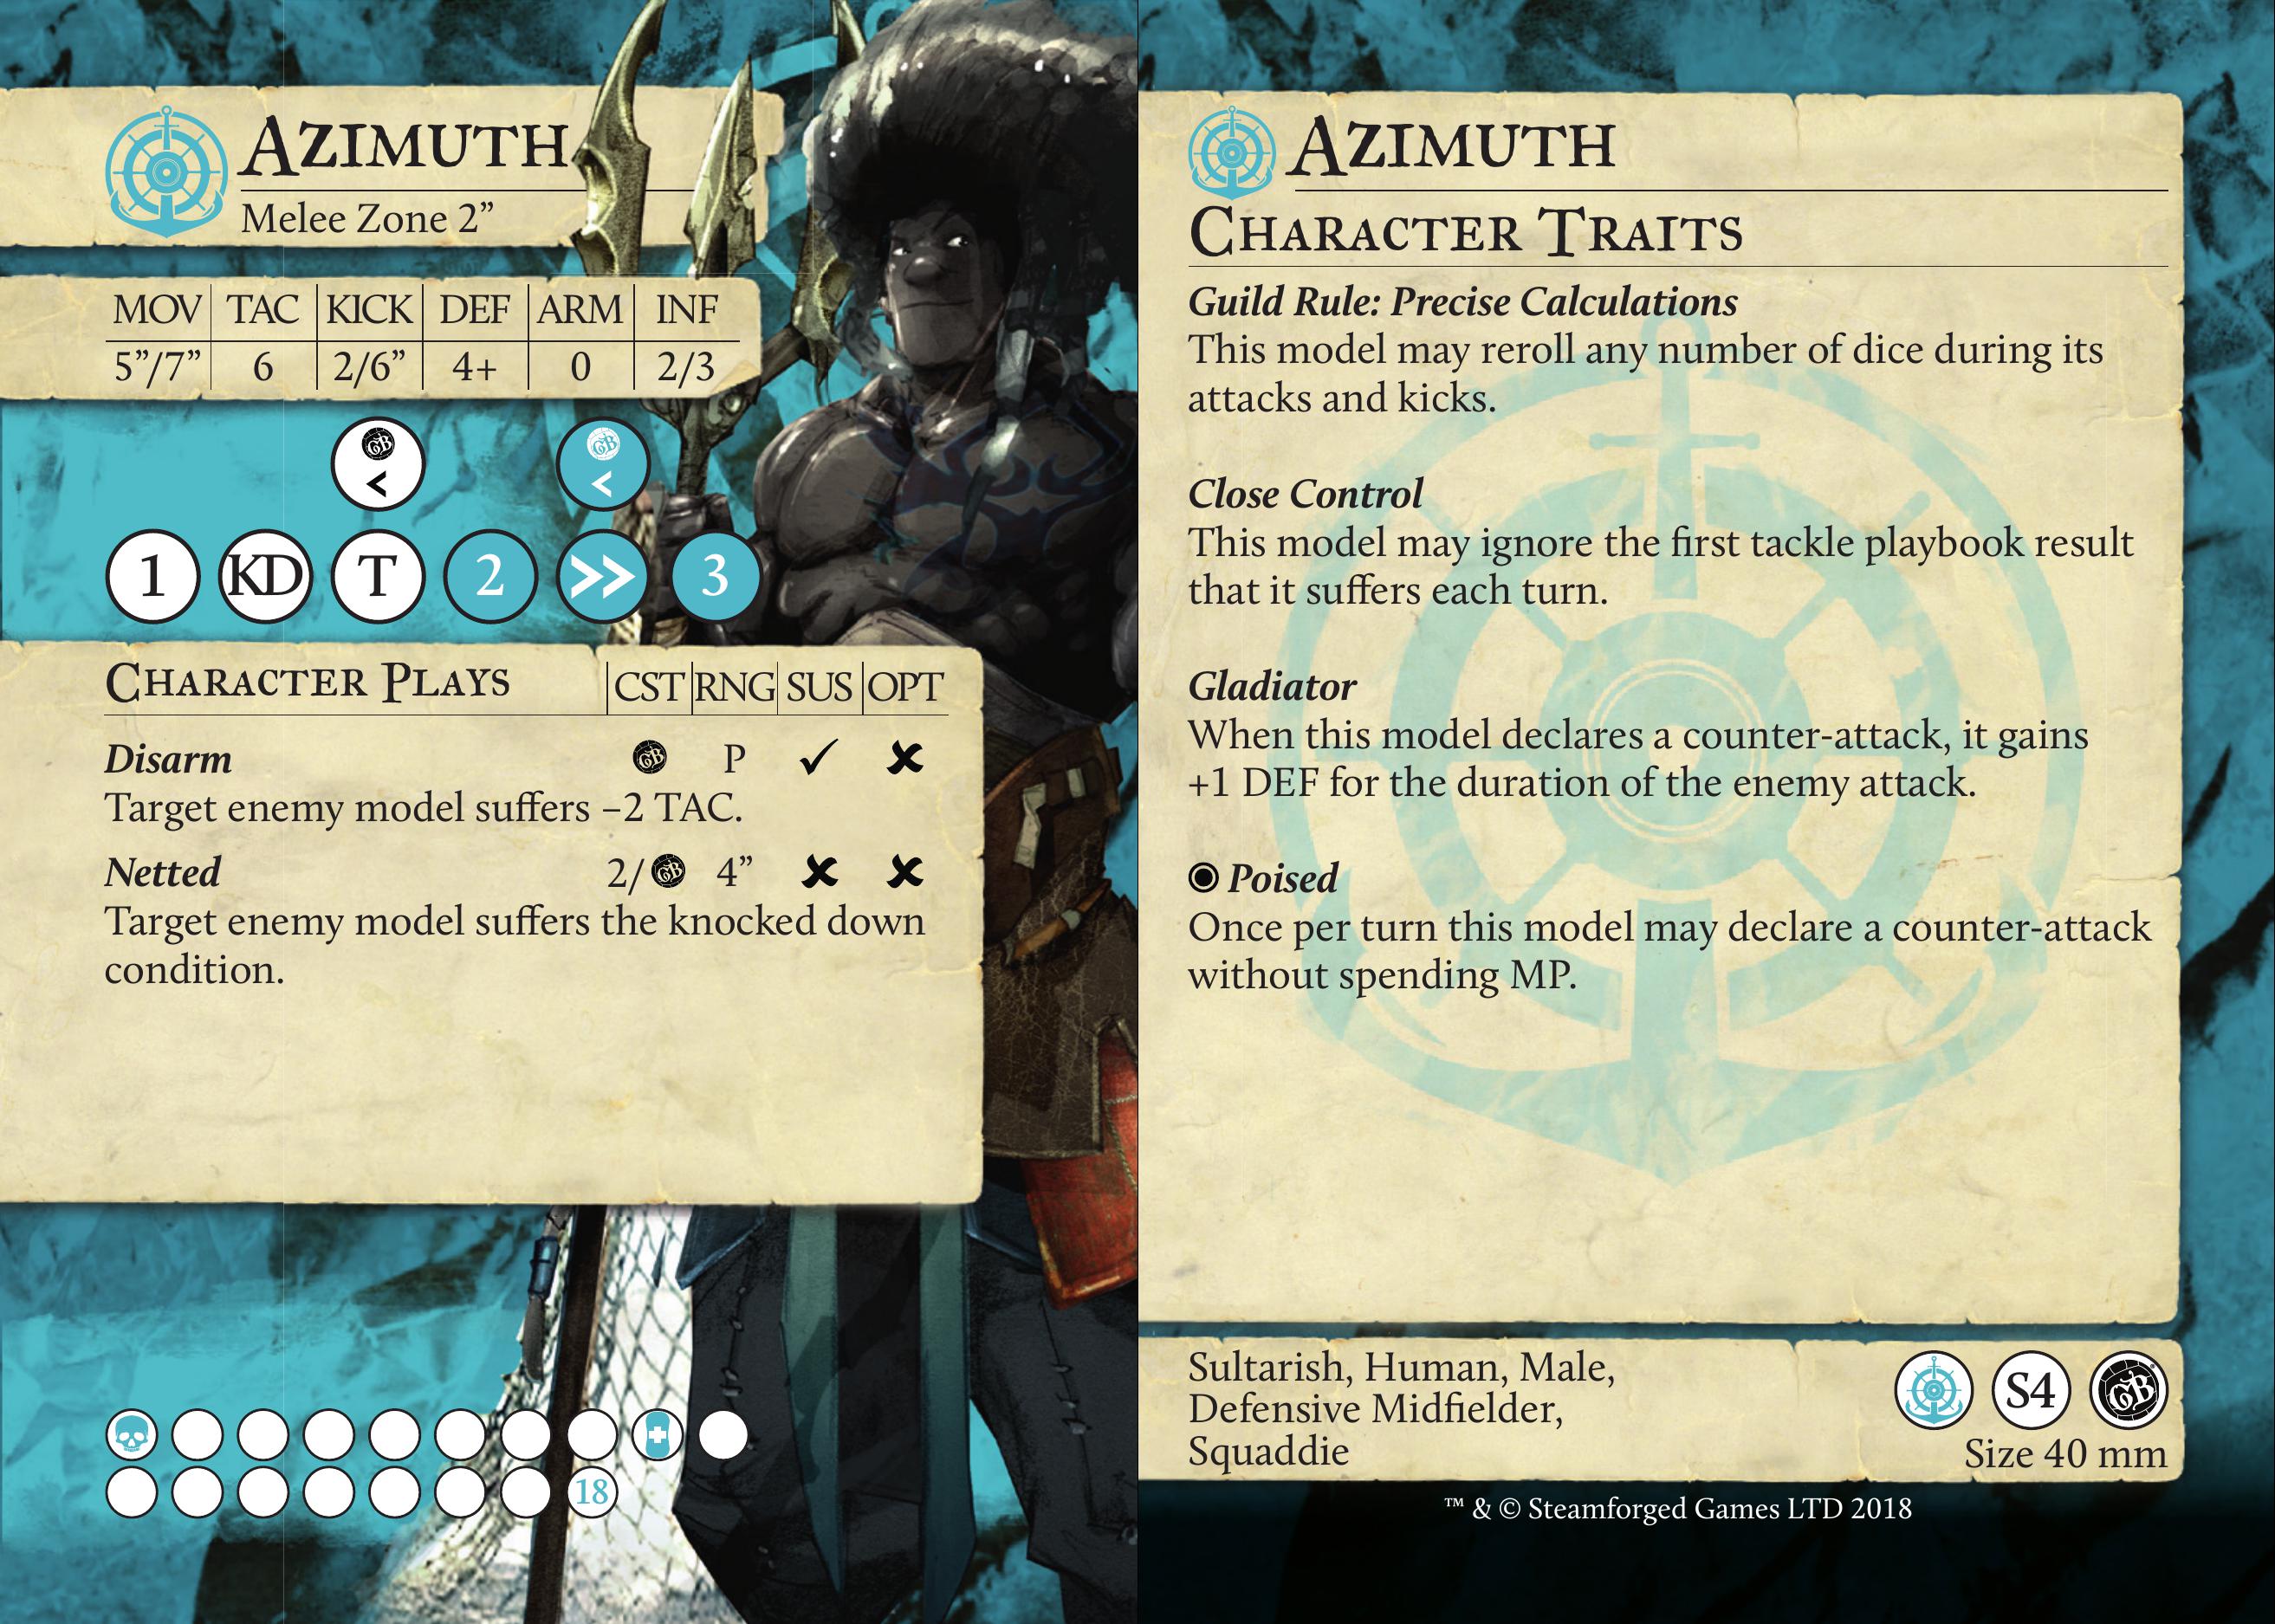 AZIMUTH
Melee Zone 2”
MOV TAC KICK DEF ARM INF
5”/7” 6 2/6” 4+ 0 2/3
GB GB
< <
1 KD T 2 >> 3
CHARACTER PLAYS CST RNG SUS OPT
Disarm GB P ✓ ✘
Target enemy model suffers –2 TAC.
Netted 2/GB 4” ✘ ✘
Target enemy model suffers the knocked down
condition.
18
AZIMUTH
CHARACTER TRAITS
Guild Rule: Precise Calculations
This model may reroll any number of dice during its
attacks and kicks.
Close Control
This model may ignore the first tackle playbook result
that it suffers each turn.
Gladiator
When this model declares a counter-attack, it gains
+1 DEF for the duration of the enemy attack.
Poised
Once per turn this model may declare a counter-attack
without spending MP.
Sultarish, Human, Male,
Defensive Midfielder,
Squaddie
S4 GB
Size 40 mm
™ & © Steamforged Games LTD 2018